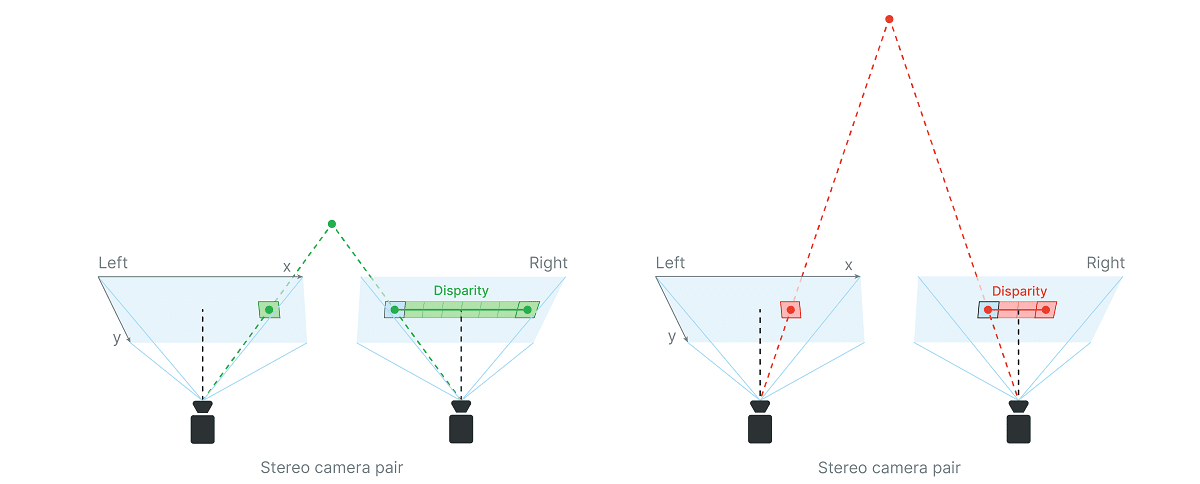 Left
x
y
Disparity
Right
Stereo camera pair
Left
x
y
Disparity
Right
Stereo camera pair